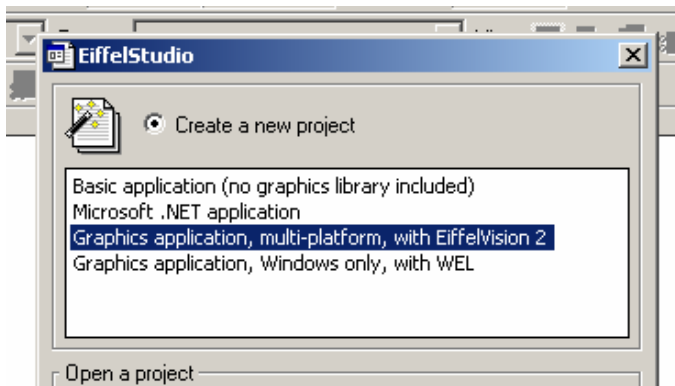 EiffelStudio
Create a new project
Basic application (no graphics library included)
Microsoft .NET application
Graphics application, multi-platform, with EiffelVision 2
Graphics application, Windows only, with WEL
Open a project